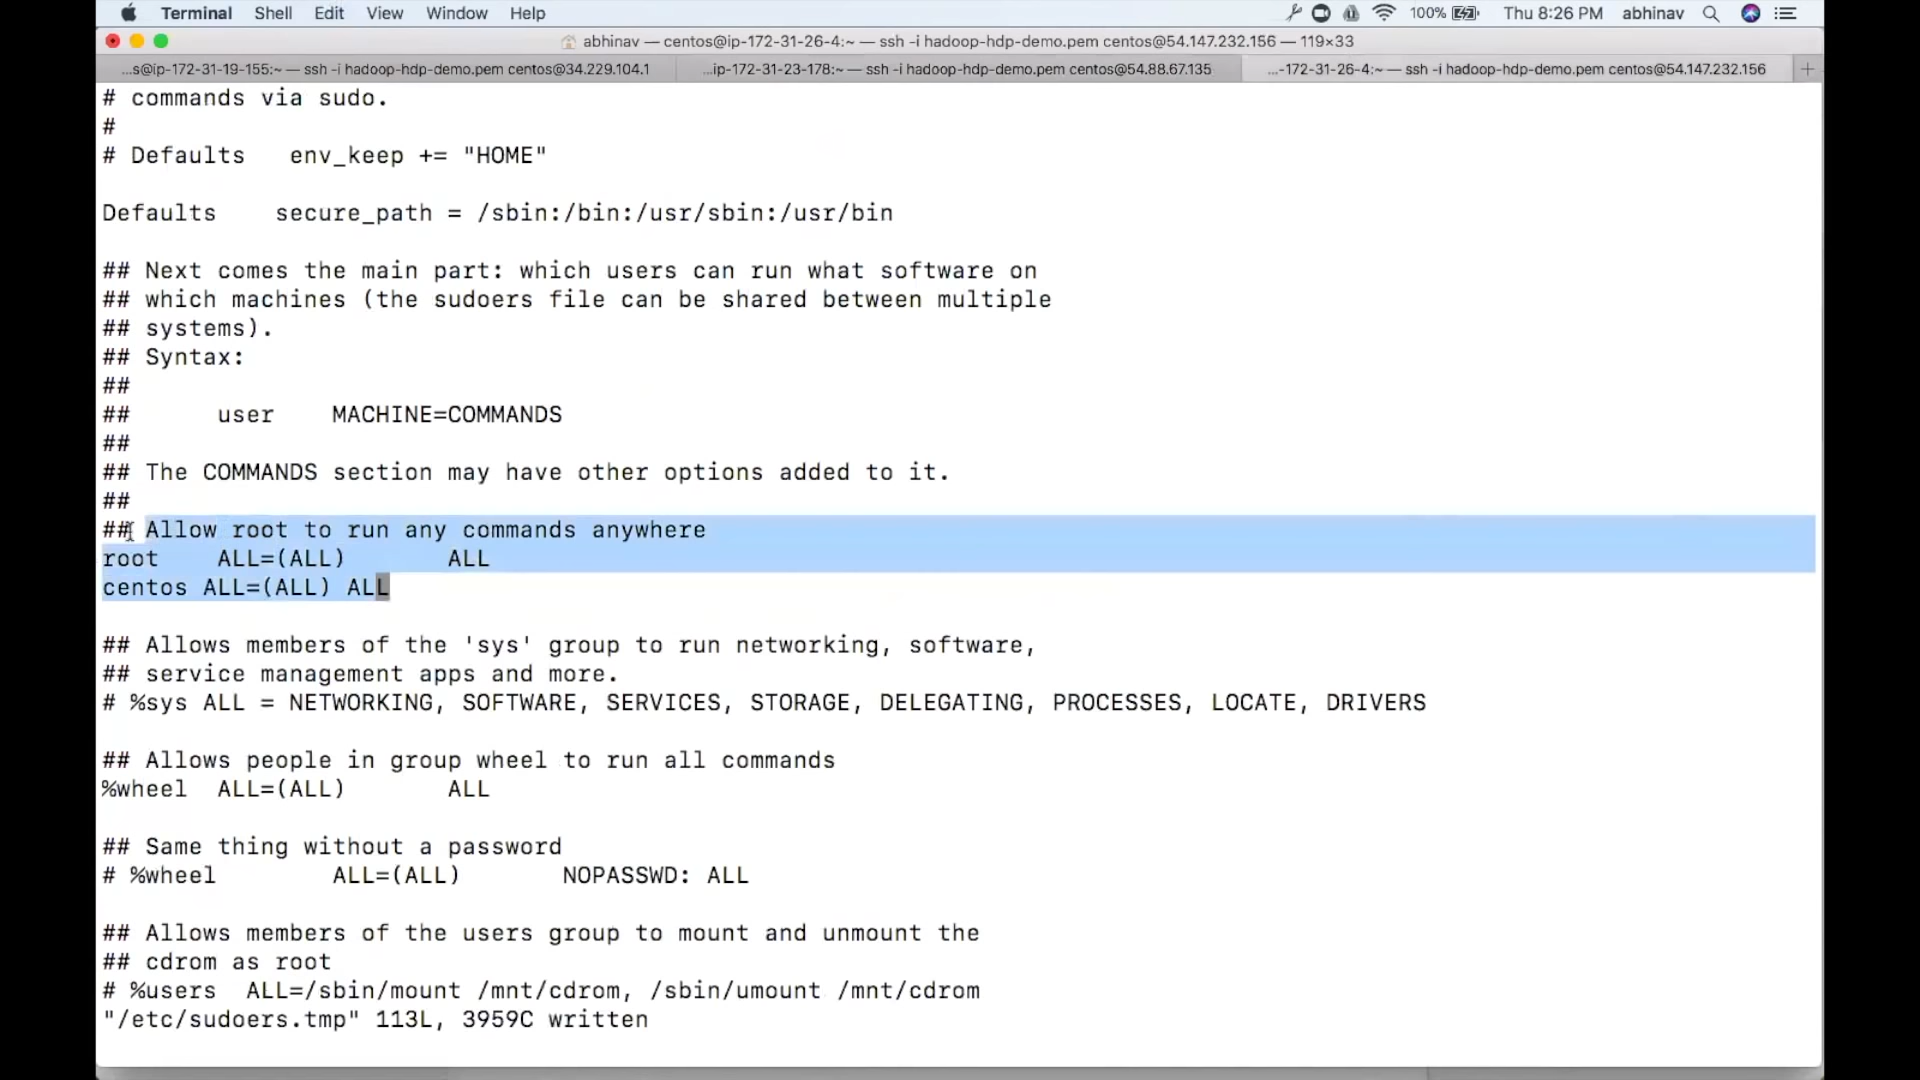 Terminal Shell Edit View Window Help 100% Thu 8:26 PM abhinav
abhinav — centos@ip-172-31-26-4:~ — ssh -i hadoop-hdp-demo.pem centos@54.147.232.156 — 119×33
...s@ip-172-31-19-155:~ — ssh -i hadoop-hdp-demo.pem centos@34.229.104.1 ...ip-172-31-23-178:~ — ssh -i hadoop-hdp-demo.pem centos@54.88.67.135 ...-172-31-26-4:~ — ssh -i hadoop-hdp-demo.pem centos@54.147.232.156 +
# commands via sudo.
#
# Defaults   env_keep += "HOME"
Defaults    secure_path = /sbin:/bin:/usr/sbin:/usr/bin
## Next comes the main part: which users can run what software on
## which machines (the sudoers file can be shared between multiple
## systems).
## Syntax:
##
##      user    MACHINE=COMMANDS
##
## The COMMANDS section may have other options added to it.
##
## Allow root to run any commands anywhere
root    ALL=(ALL)       ALL
centos ALL=(ALL) ALL
## Allows members of the 'sys' group to run networking, software,
## service management apps and more.
# %sys ALL = NETWORKING, SOFTWARE, SERVICES, STORAGE, DELEGATING, PROCESSES, LOCATE, DRIVERS
## Allows people in group wheel to run all commands
%wheel  ALL=(ALL)       ALL
## Same thing without a password
# %wheel        ALL=(ALL)       NOPASSWD: ALL
## Allows members of the users group to mount and unmount the
## cdrom as root
# %users  ALL=/sbin/mount /mnt/cdrom, /sbin/umount /mnt/cdrom
"/etc/sudoers.tmp" 113L, 3959C written